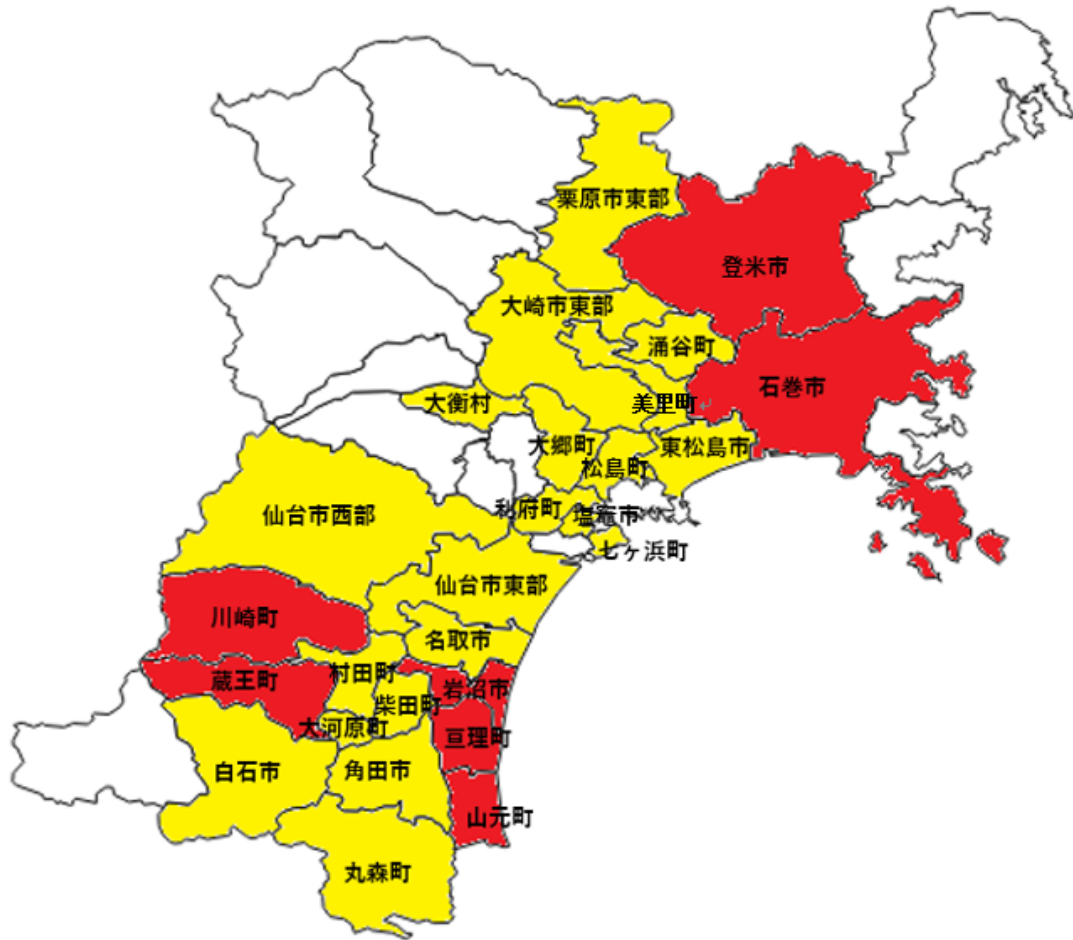 栗原市東部
登米市
大崎市東部
涌谷町
石巻市
大衡村
美里町
大郷町
東松島市
松島町
利府町
塩竈市
仙台市西部
七ヶ浜町
仙台市東部
川崎町
名取市
村田町
蔵王町
岩沼市
柴田町
大河原町
亘理町
白石市
角田市
山元町
丸森町